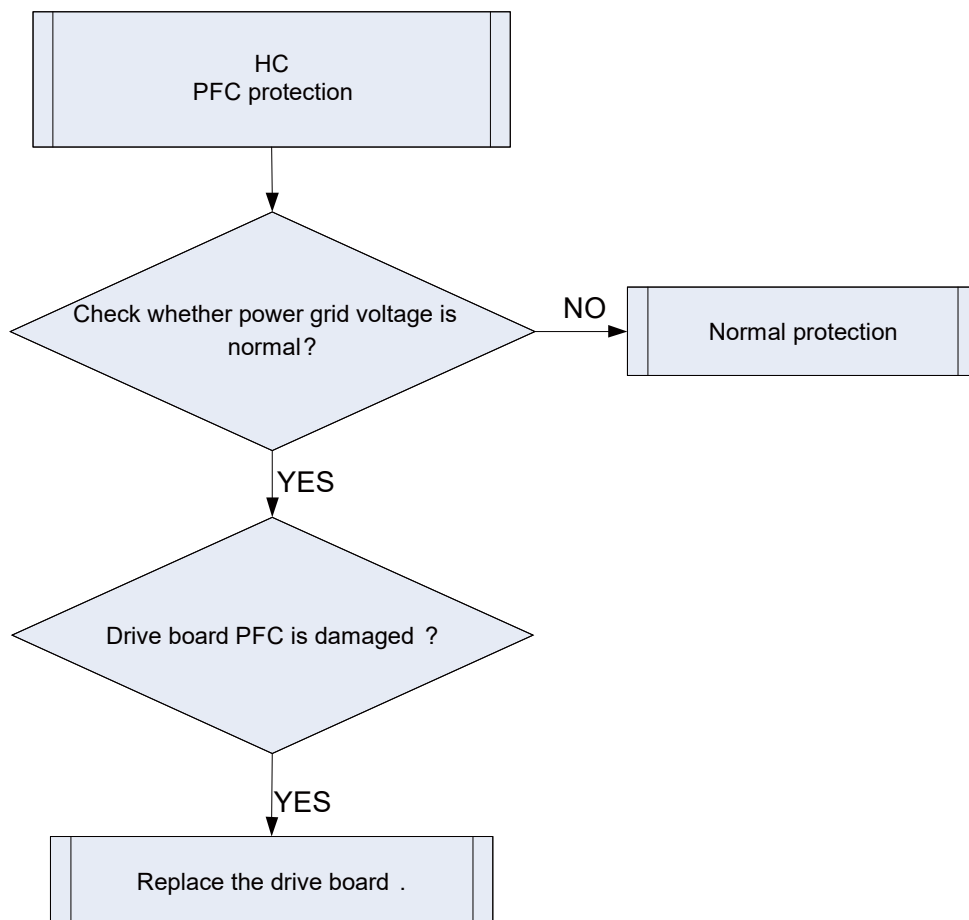 HC
PFC protection
Check whether power grid voltage is
normal?
NO
Normal protection
YES
Drive board PFC is damaged ?
YES
Replace the drive board .